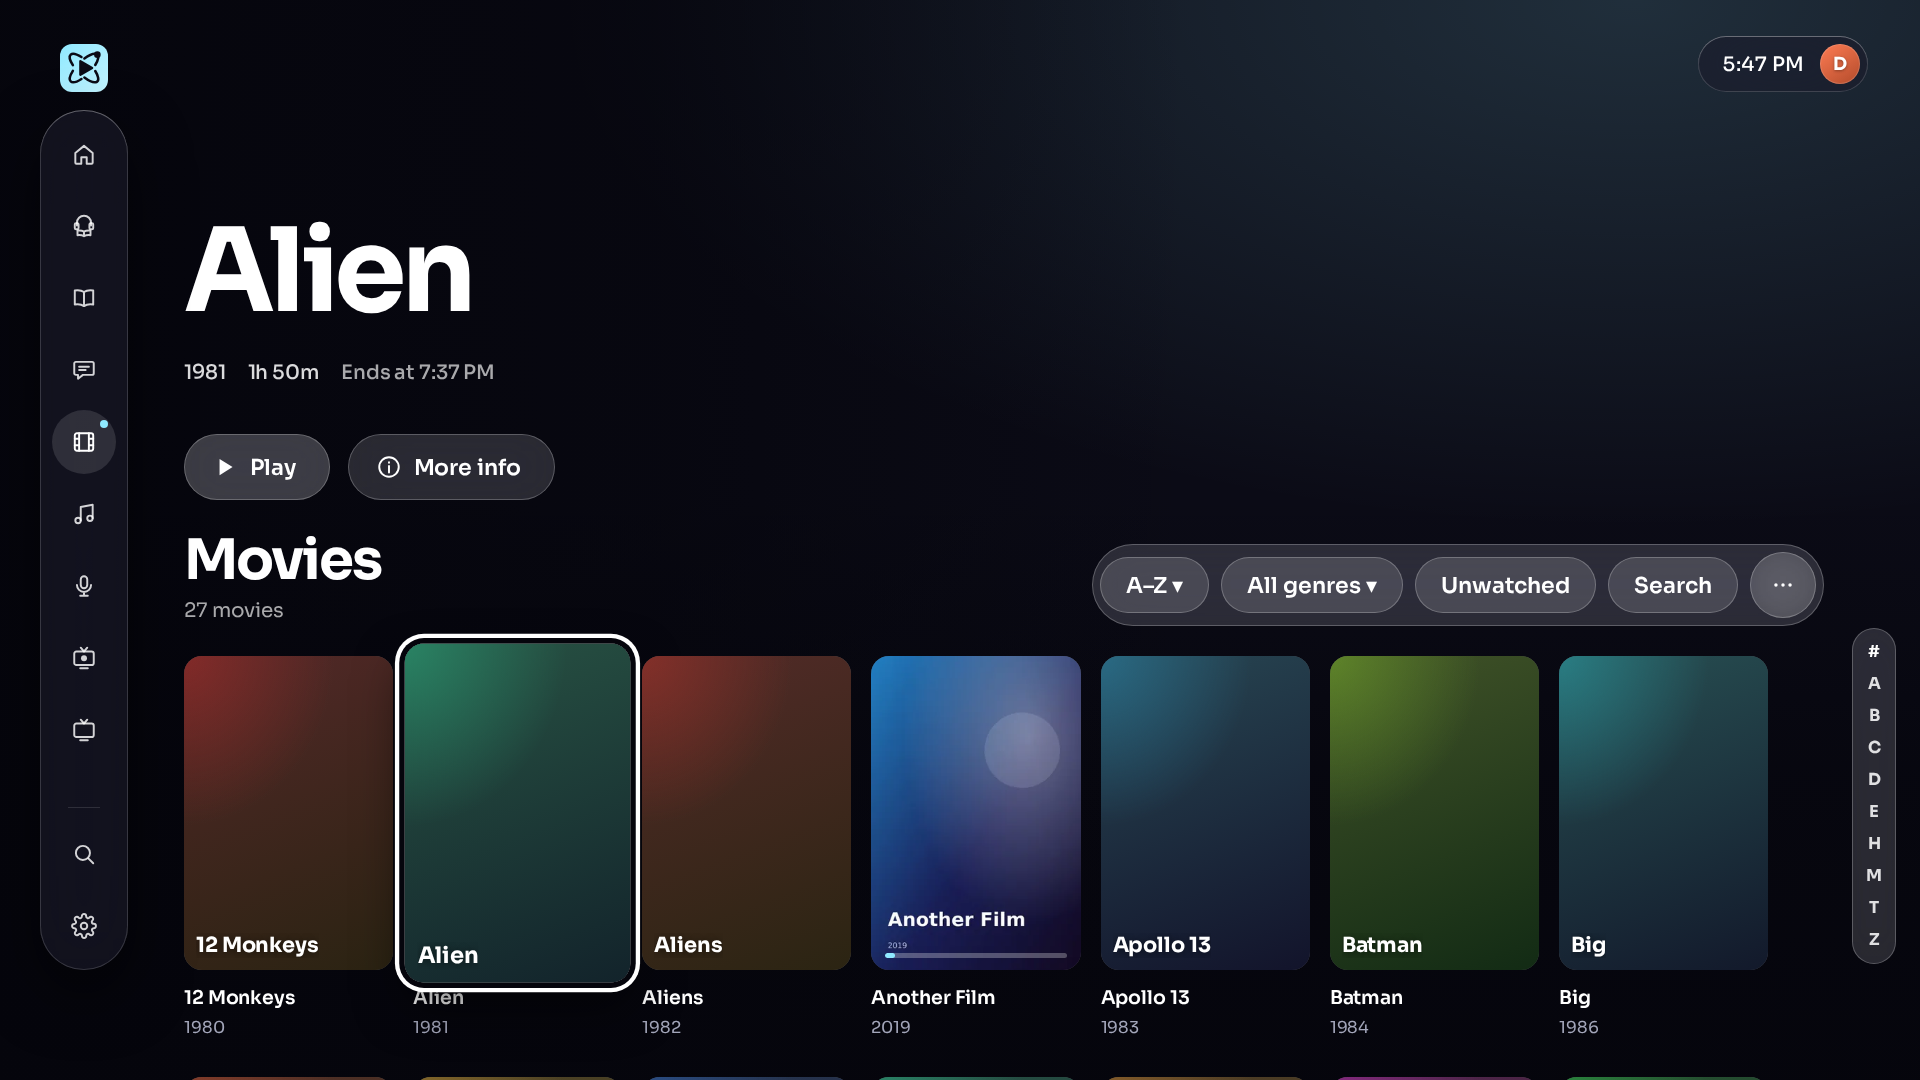 5:47 PM D
Alien
1981 1h 50m Ends at 7:37 PM
Play More info
Movies
27 movies
A–Z ▾ All genres ▾ Unwatched Search ...
#
A
B
C
D
E
H
M
T
Z
12 Monkeys
Alien
Aliens
Another Film
2019
Apollo 13
Batman
Big
12 Monkeys
1980
Alien
1981
Aliens
1982
Another Film
2019
Apollo 13
1983
Batman
1984
Big
1986